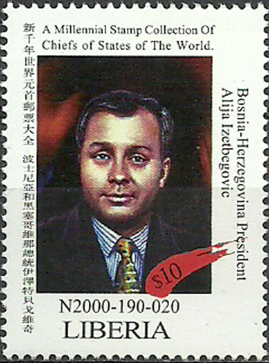 A Millennial Stamp Collection Of
Chiefs of States of The World.
新千年世界元首郵票大全 波士尼亞和黑塞哥維那總統伊澤特貝戈維奇
Bosnia-Herzegovina President
Alija Izetbegovic
$10
N2000-190-020
LIBERIA